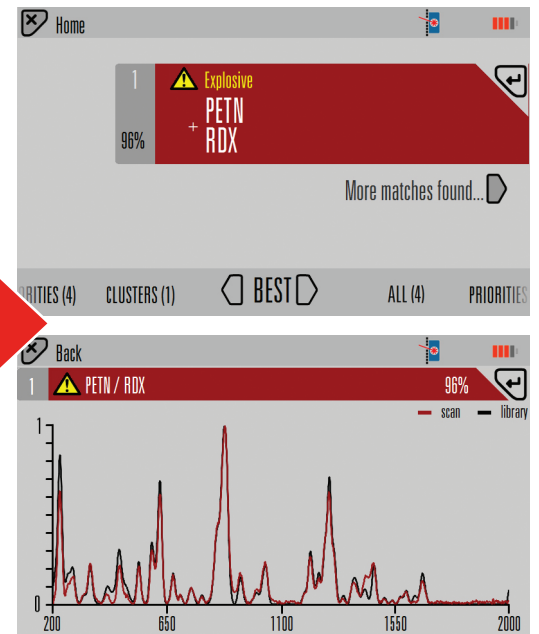 Home
1 Explosive
PETN
+ RDX
96%
More matches found...
ORITIES (4) CLUSTERS (1) BEST ALL (4) PRIORITIES
Back
1 PETN / RDX 96%
scan library
1
0
200 650 1100 1550 2000